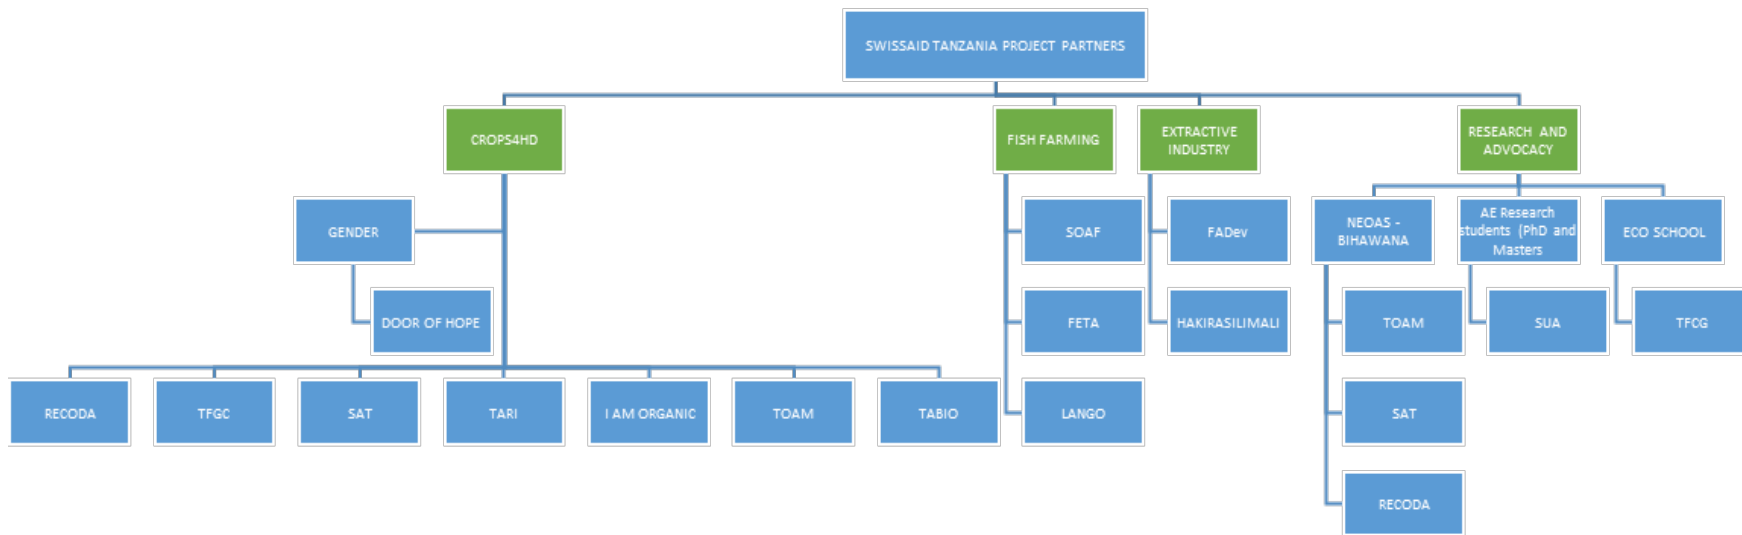 SWISSAID TANZANIA PROJECT PARTNERS
CROPS4HD
FISH FARMING
EXTRACTIVE
INDUSTRY
RESEARCH AND
ADVOCACY
GENDER
SOAF
FADev
NEOAS -
BIHAWANA
AE Research
students (PhD and
Masters
ECO SCHOOL
DOOR OF HOPE
FETA
HAKIRASILIMALI
TOAM
SUA
TFCG
RECODA
TFGC
SAT
TARI
I AM ORGANIC
TOAM
TABIO
LANGO
SAT
RECODA